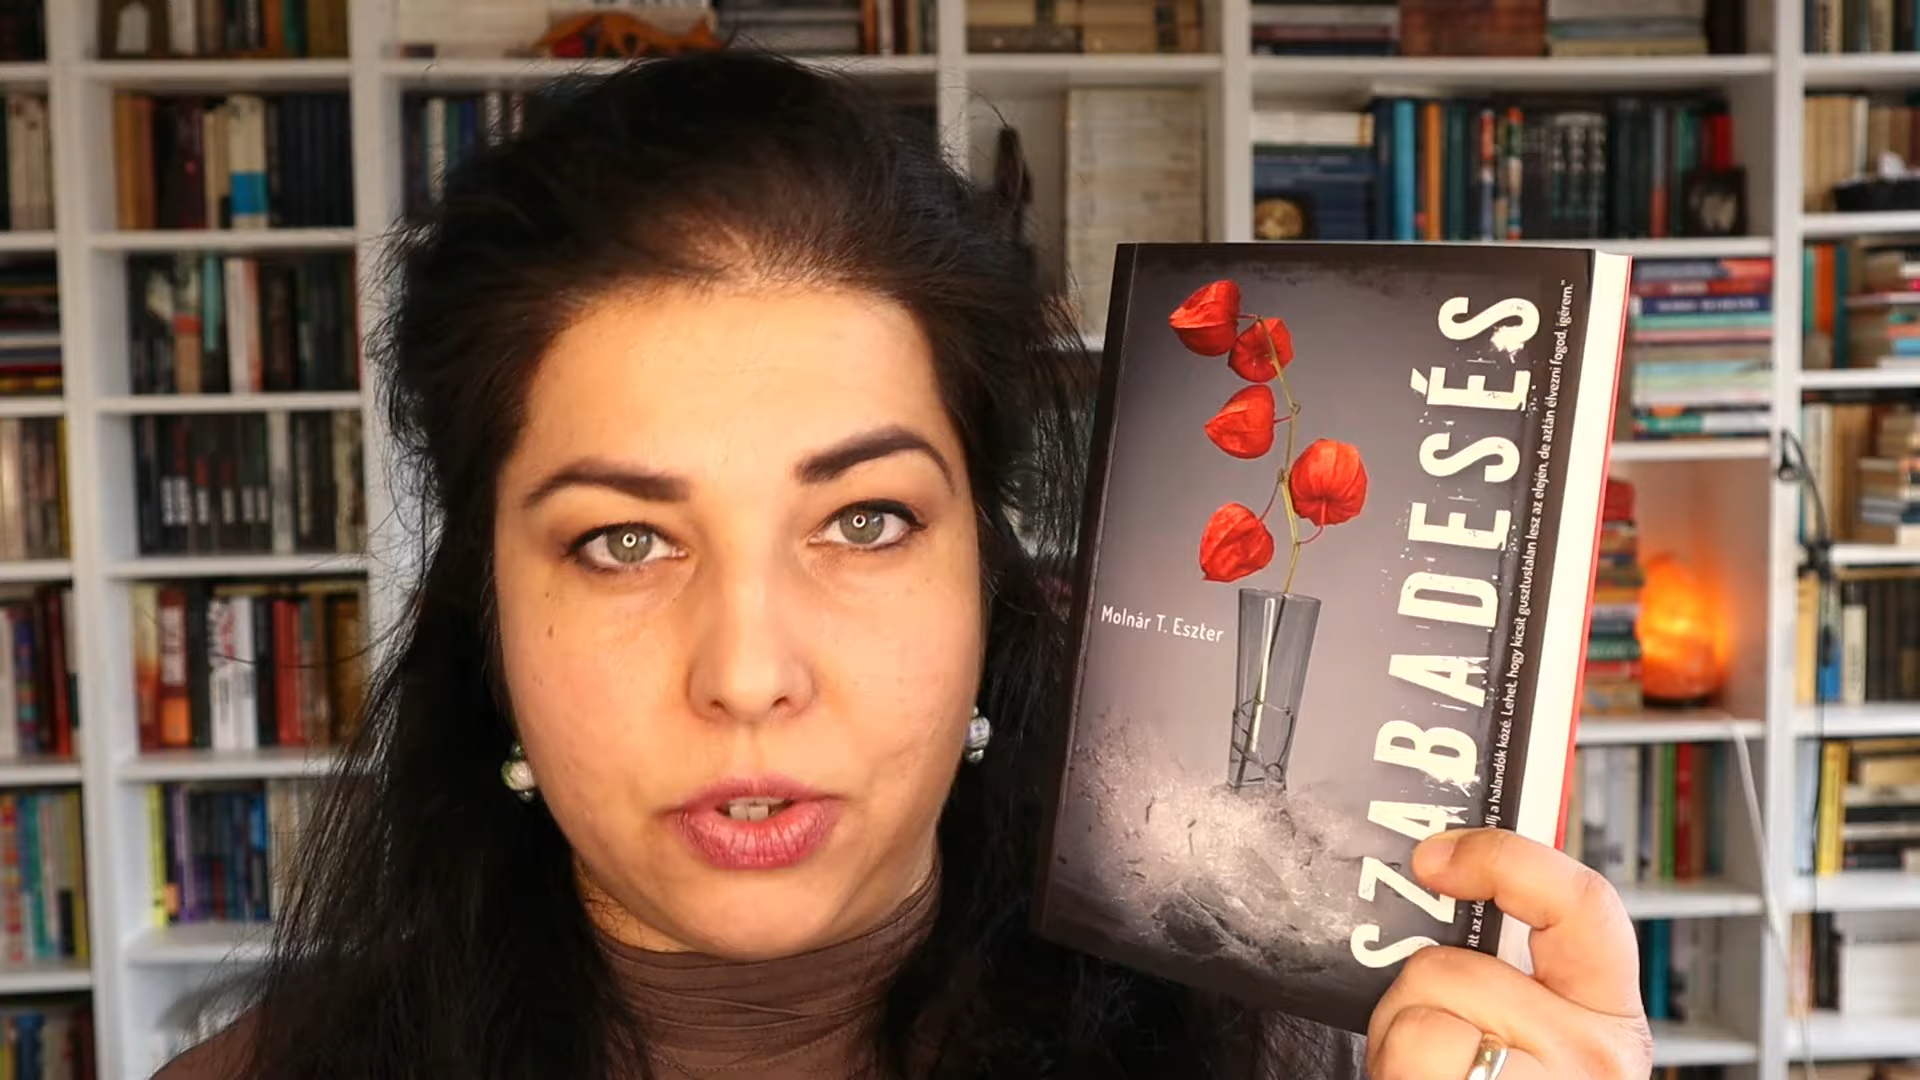 Molnár T. Eszter
SZABADESÉS
a halandók közé. Lehet, hogy kicsit gusztustalan lesz az elején, de aztán élvezni fogod, ígérem."